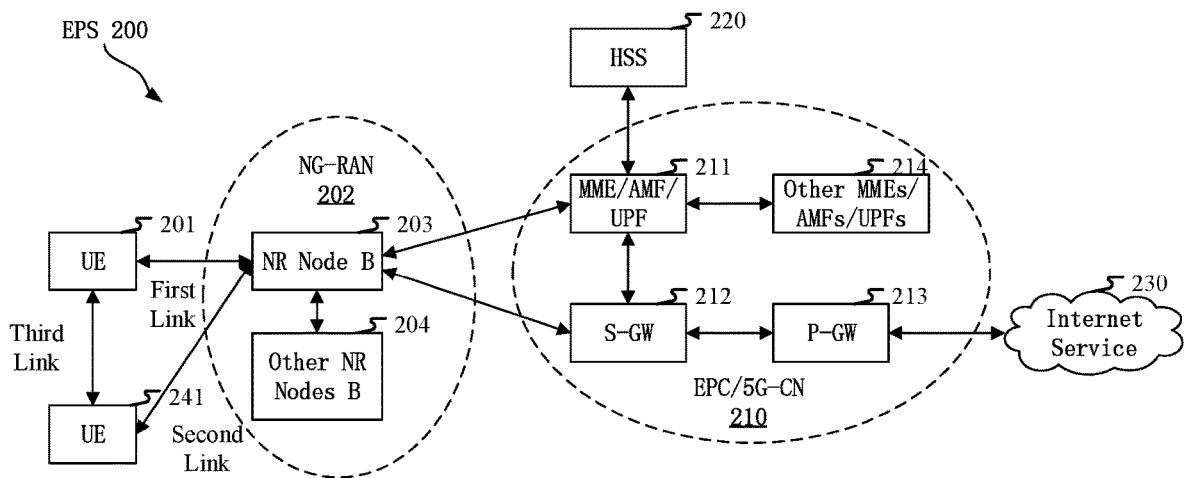 EPS 200
220
HSS
NG-RAN
202
211
MME/AMF/
UPF
214
Other MMEs/
AMFs/UPFs
201
UE
203
NR Node B
First
Link
Third
Link
204
Other NR
Nodes B
212
S-GW
213
P-GW
230
Internet
Service
EPC/5G-CN
210
241
UE
Second
Link